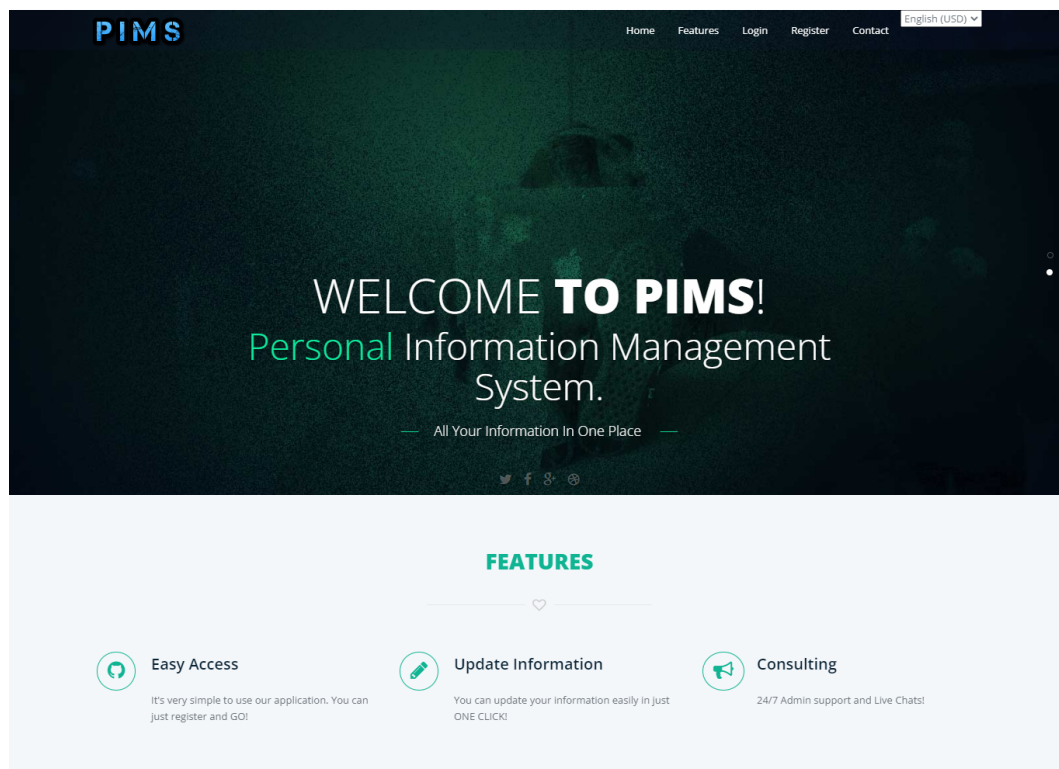 PIMS
Home Features Login Register Contact
English (USD)
WELCOME TO PIMS!
Personal Information Management
System.
All Your Information In One Place
FEATURES
Easy Access
It's very simple to use our application. You can
just register and GO!
Update Information
You can update your information easily in just
ONE CLICK!
Consulting
24/7 Admin support and Live Chats!